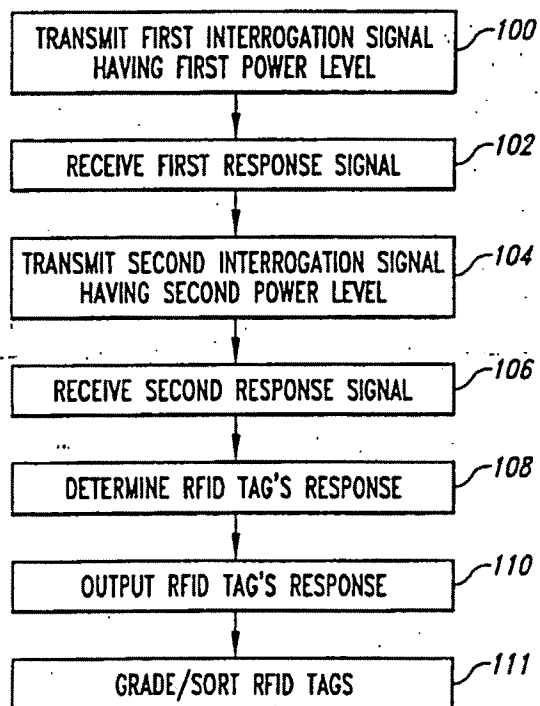 TRANSMIT FIRST INTERROGATION SIGNAL
HAVING FIRST POWER LEVEL
100
RECEIVE FIRST RESPONSE SIGNAL
102
TRANSMIT SECOND INTERROGATION SIGNAL
HAVING SECOND POWER LEVEL
104
RECEIVE SECOND RESPONSE SIGNAL
106
DETERMINE RFID TAG'S RESPONSE
108
OUTPUT RFID TAG'S RESPONSE
110
GRADE/SORT RFID TAGS
111